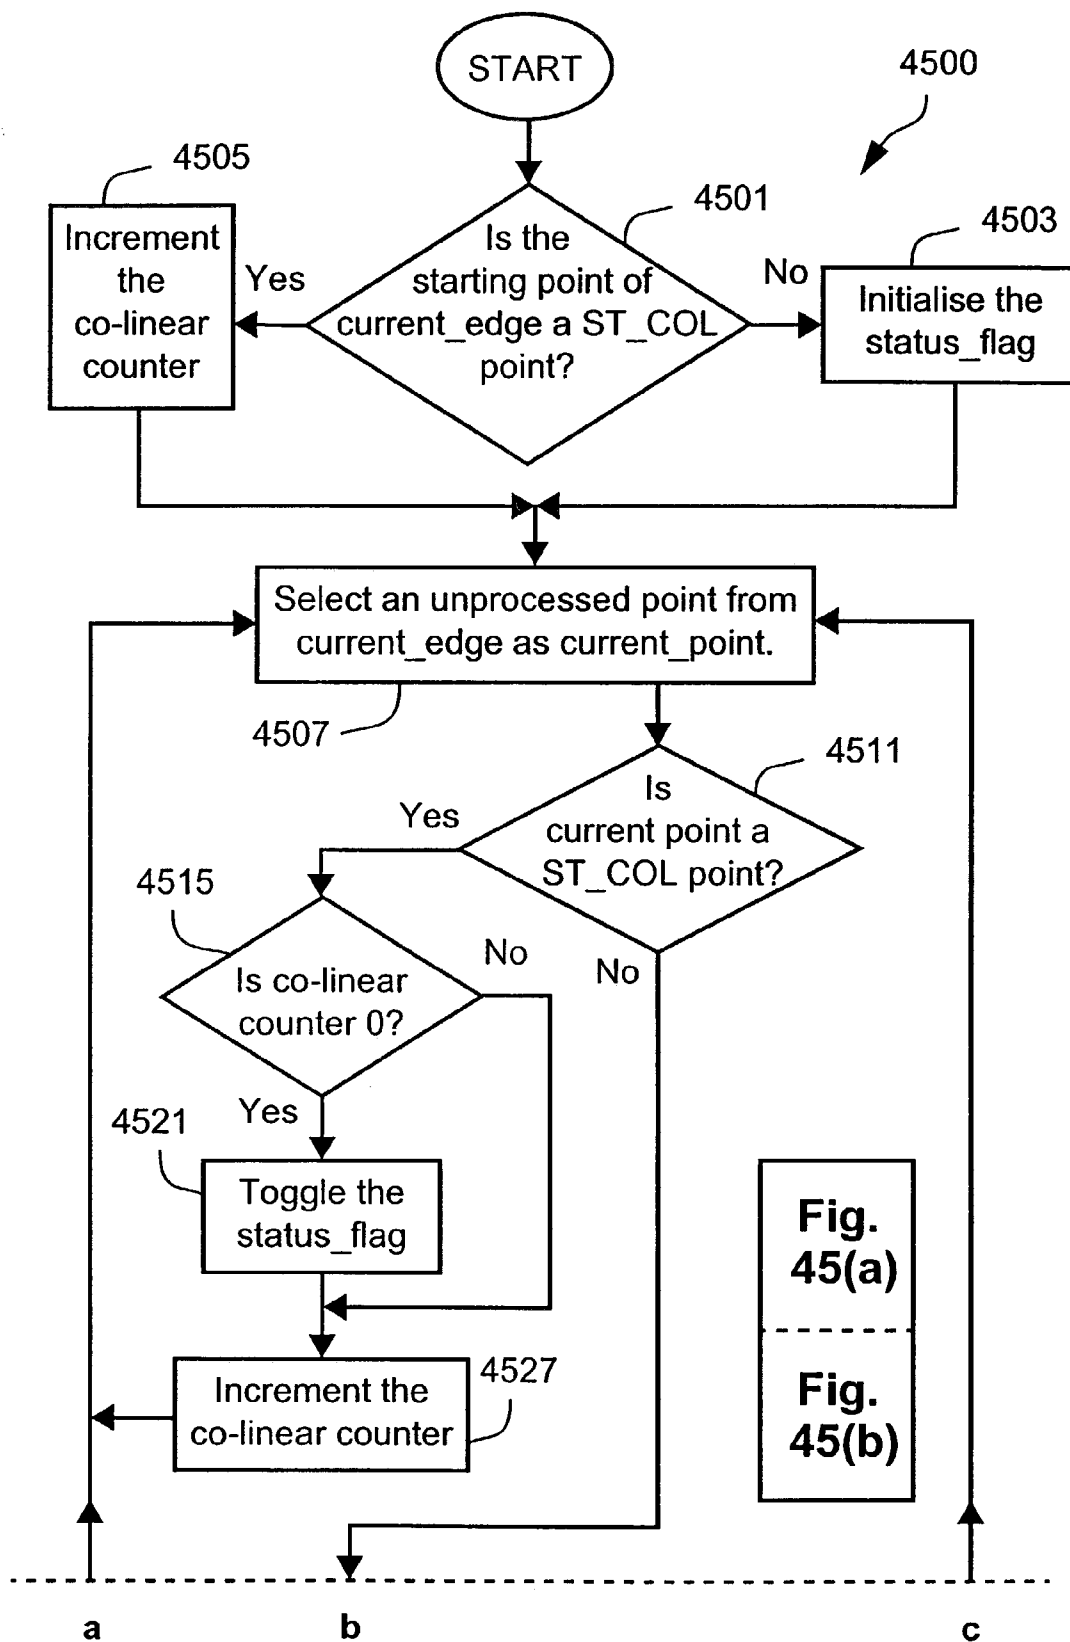 START
4500
4505
4501
4503
Increment
the
co-linear
counter
Yes
Is the
starting point of
current_edge a ST_COL
point?
No
Initialise the
status_flag
Select an unprocessed point from
current_edge as current_point.
4507
4511
Is
current point a
ST_COL point?
Yes
4515
No
No
Is co-linear
counter 0?
Yes
4521
Toggle the
status_flag
Fig.
45(a)
Fig.
45(b)
4527
Increment the
co-linear counter
a
b
c